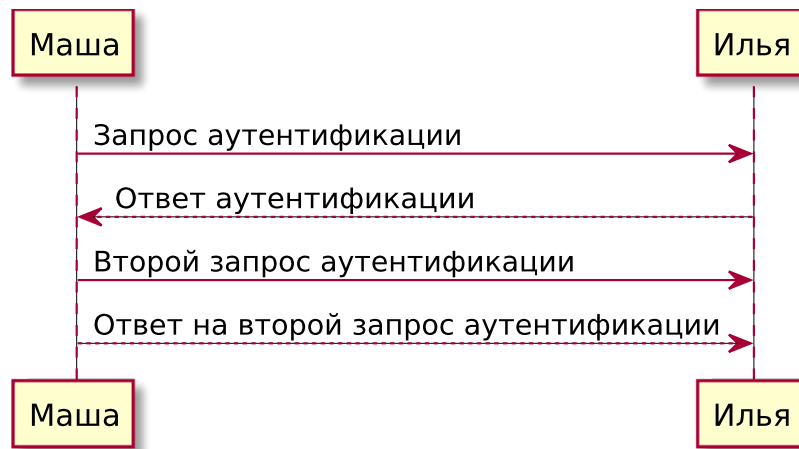 Маша Илья
Запрос аутентификации
Ответ аутентификации
Второй запрос аутентификации
Ответ на второй запрос аутентификации
Маша Илья